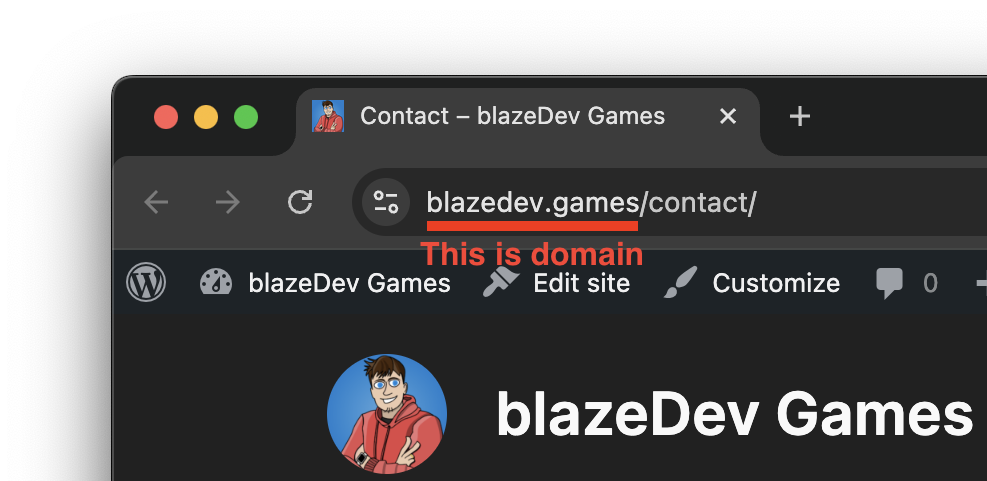 Contact – blazeDev Games
blazedev.games/contact/
This is domain
blazeDev Games Edit site Customize 0
blazeDev Games